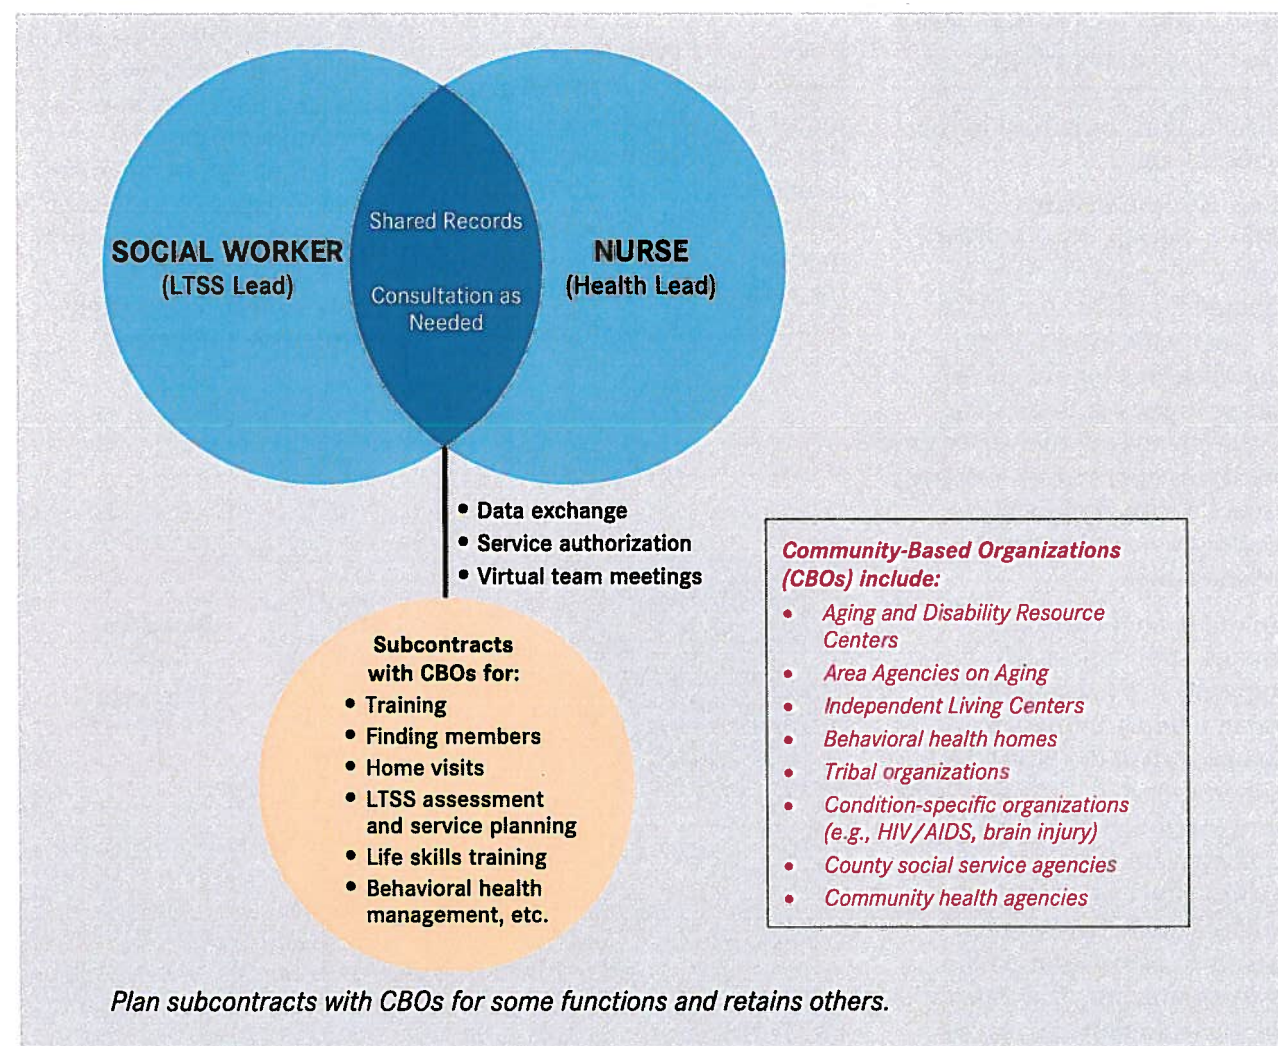 SOCIAL WORKER
(LTSS Lead)
Shared Records
Consultation as
Needed
NURSE
(Health Lead)
• Data exchange
• Service authorization
• Virtual team meetings
Subcontracts
with CBOs for:
• Training
• Finding members
• Home visits
• LTSS assessment
and service planning
• Life skills training
• Behavioral health
management, etc.
Community-Based Organizations
(CBOs) include:
• Aging and Disability Resource
Centers
• Area Agencies on Aging
• Independent Living Centers
• Behavioral health homes
• Tribal organizations
• Condition-specific organizations
(e.g., HIV/AIDS, brain injury)
• County social service agencies
• Community health agencies
Plan subcontracts with CBOs for some functions and retains others.